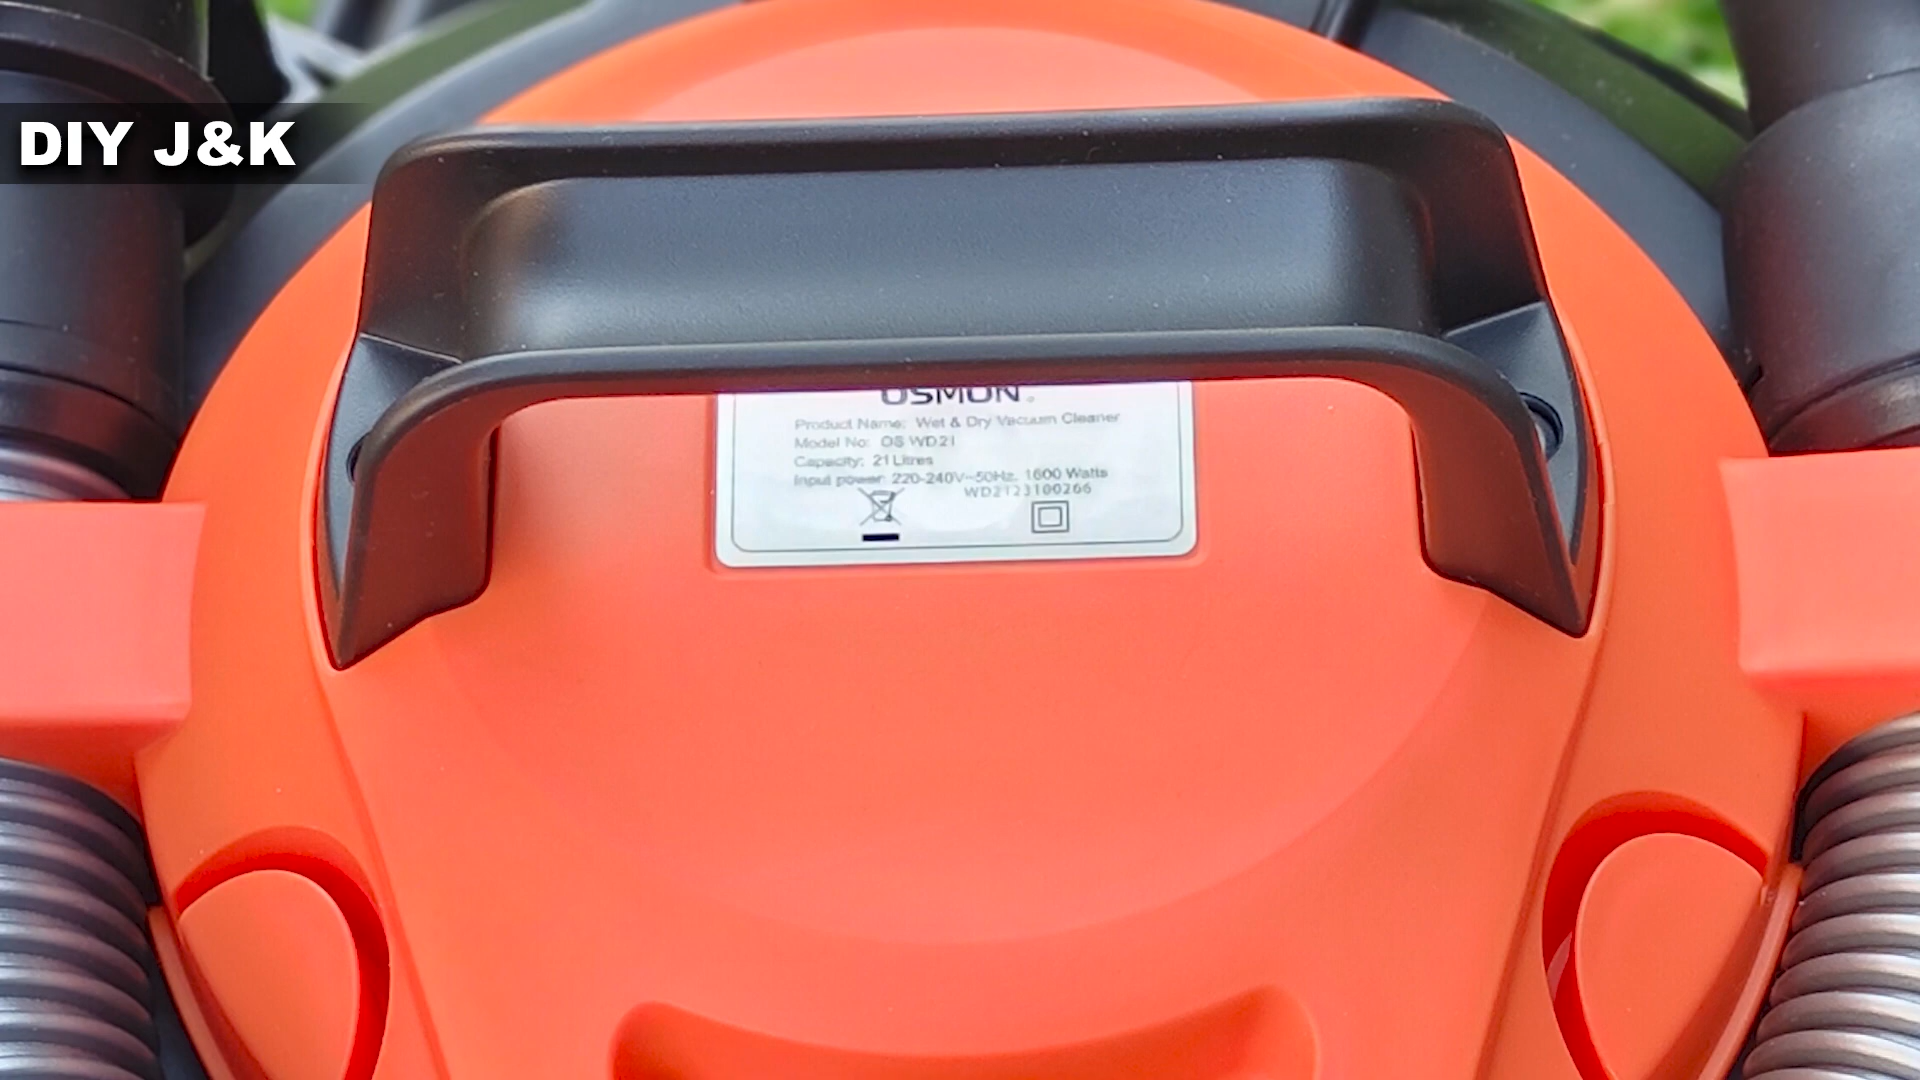 DIY J&K
OSMON
Product Name: Wet & Dry Vacuum Cleaner
Model No: OS WD21
Capacity: 21 Litres
Input power: 220-240V~50Hz, 1600 Watts
WD2123100266